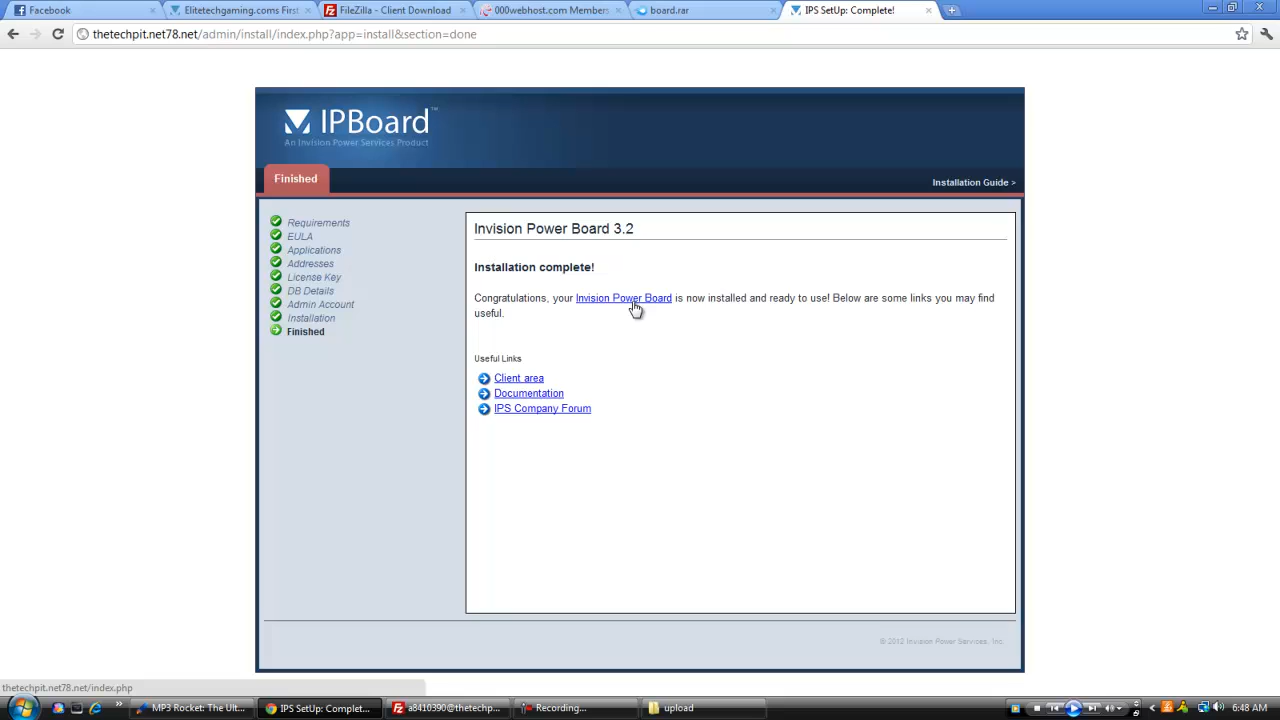 Facebook
Elitetechgaming.coms First
FileZilla - Client Download
000webhost.com Members
board.rar
IPS SetUp: Complete!
thetechpit.net78.net/admin/install/index.php?app=install&section=done
IPBoard™
An Invision Power Services Product
Finished
Installation Guide >
Requirements
EULA
Applications
Addresses
License Key
DB Details
Admin Account
Installation
Finished
Invision Power Board 3.2
Installation complete!
Congratulations, your Invision Power Board is now installed and ready to use! Below are some links you may find
useful.
Useful Links
Client area
Documentation
IPS Company Forum
© 2012 Invision Power Services, Inc.
thetechpit.net78.net/index.php
MP3 Rocket: The Ult...
IPS SetUp: Complet...
a8410390@thetechp...
Recording...
upload
6:48 AM